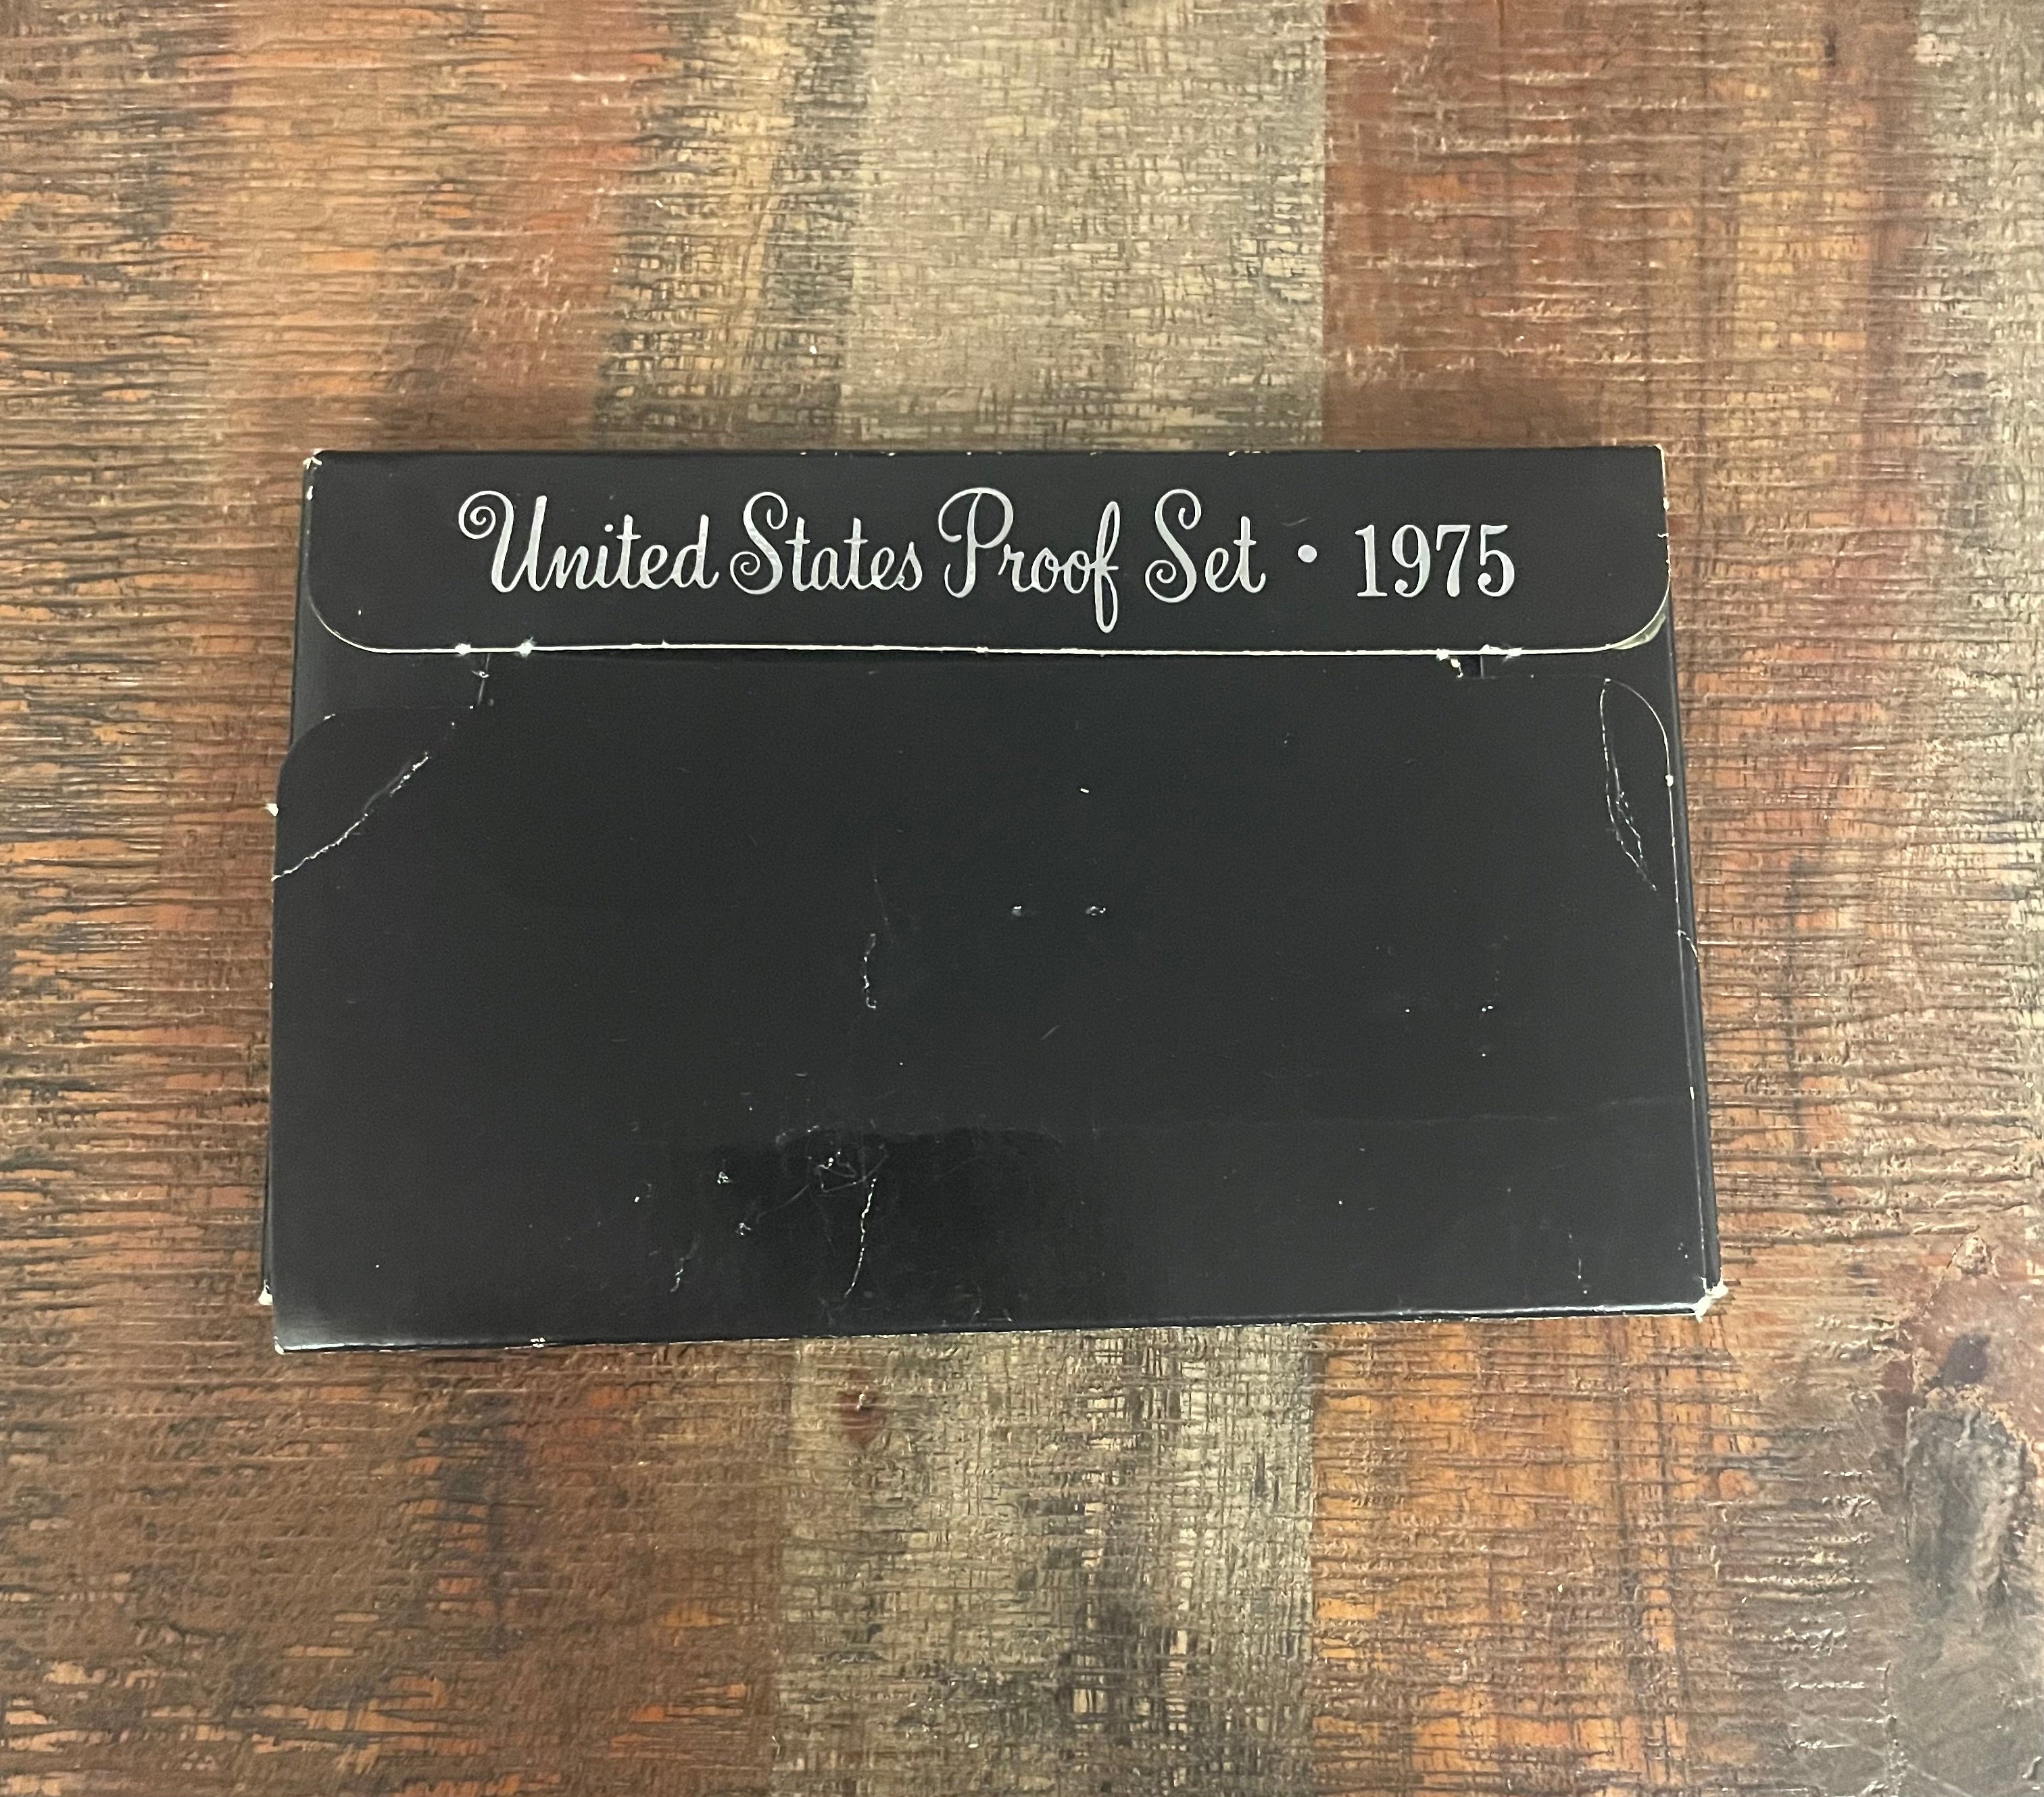 United States Proof Set • 1975